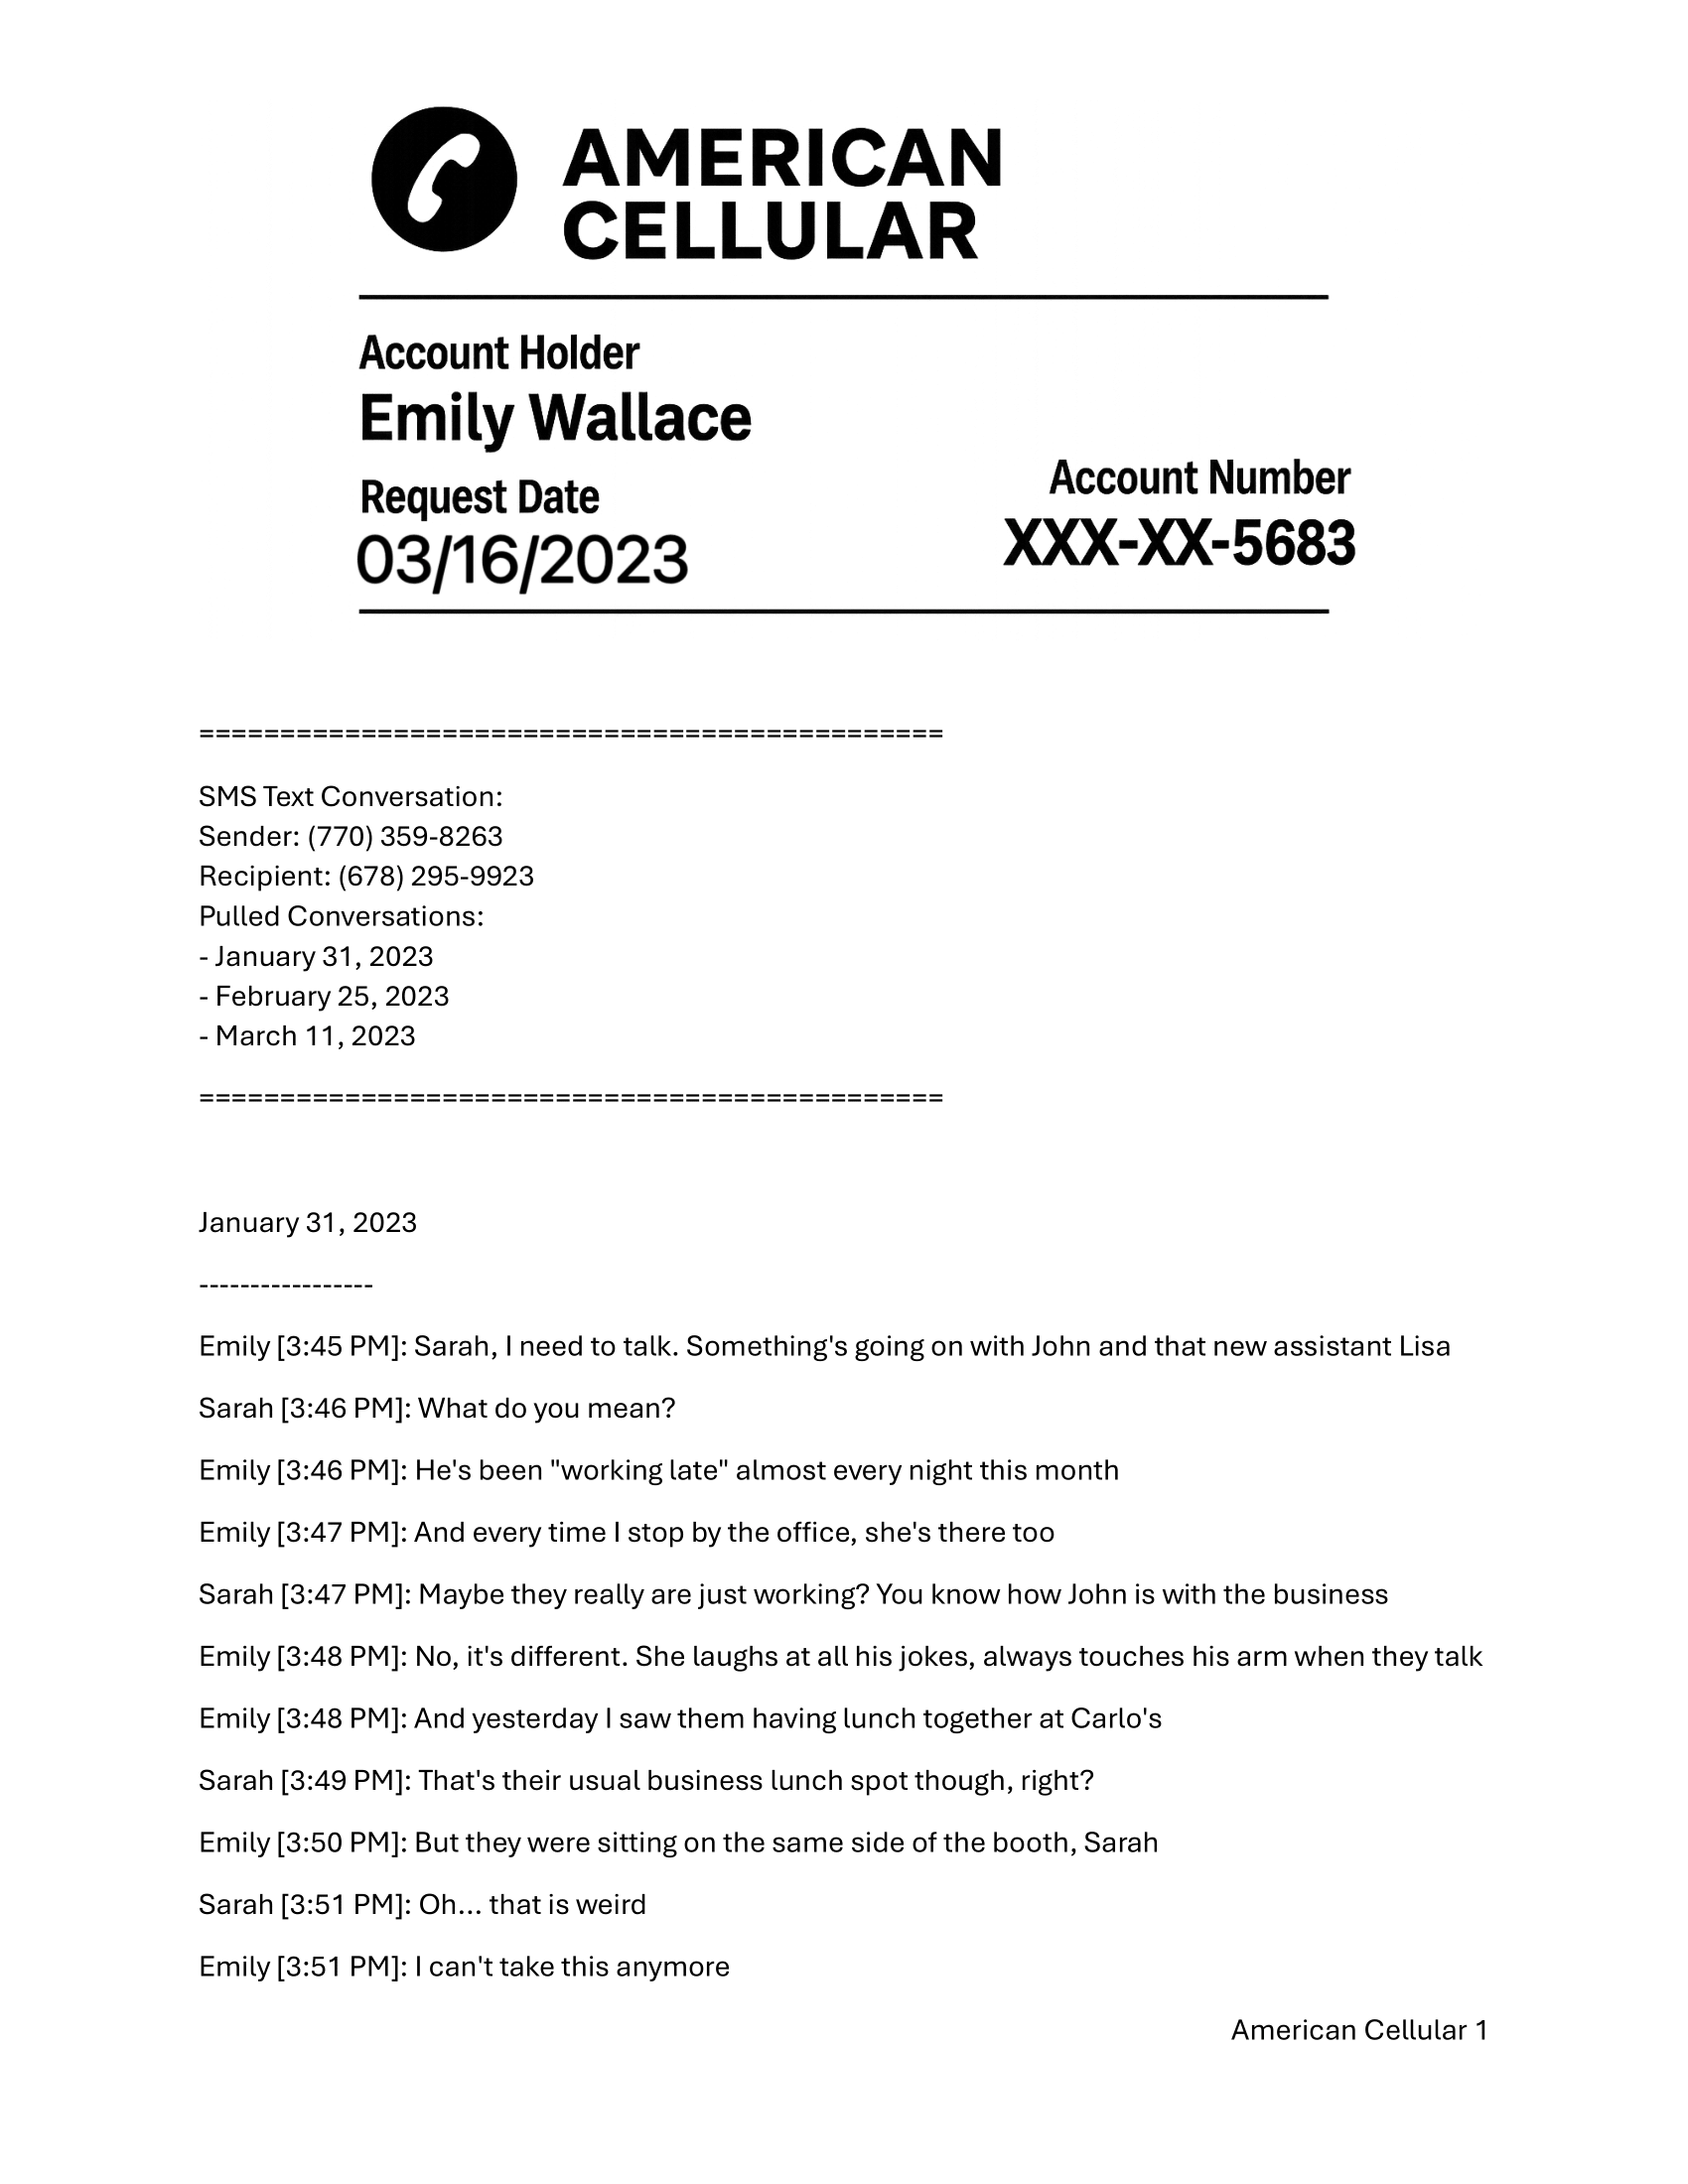 AMERICAN
CELLULAR
Account Holder
Emily Wallace
Request Date
03/16/2023
Account Number
XXX-XX-5683
=============================================
SMS Text Conversation:
Sender: (770) 359-8263
Recipient: (678) 295-9923
Pulled Conversations:
- January 31, 2023
- February 25, 2023
- March 11, 2023
=============================================
January 31, 2023
-----------------
Emily [3:45 PM]: Sarah, I need to talk. Something's going on with John and that new assistant Lisa
Sarah [3:46 PM]: What do you mean?
Emily [3:46 PM]: He's been "working late" almost every night this month
Emily [3:47 PM]: And every time I stop by the office, she's there too
Sarah [3:47 PM]: Maybe they really are just working? You know how John is with the business
Emily [3:48 PM]: No, it's different. She laughs at all his jokes, always touches his arm when they talk
Emily [3:48 PM]: And yesterday I saw them having lunch together at Carlo's
Sarah [3:49 PM]: That's their usual business lunch spot though, right?
Emily [3:50 PM]: But they were sitting on the same side of the booth, Sarah
Sarah [3:51 PM]: Oh... that is weird
Emily [3:51 PM]: I can't take this anymore
American Cellular 1